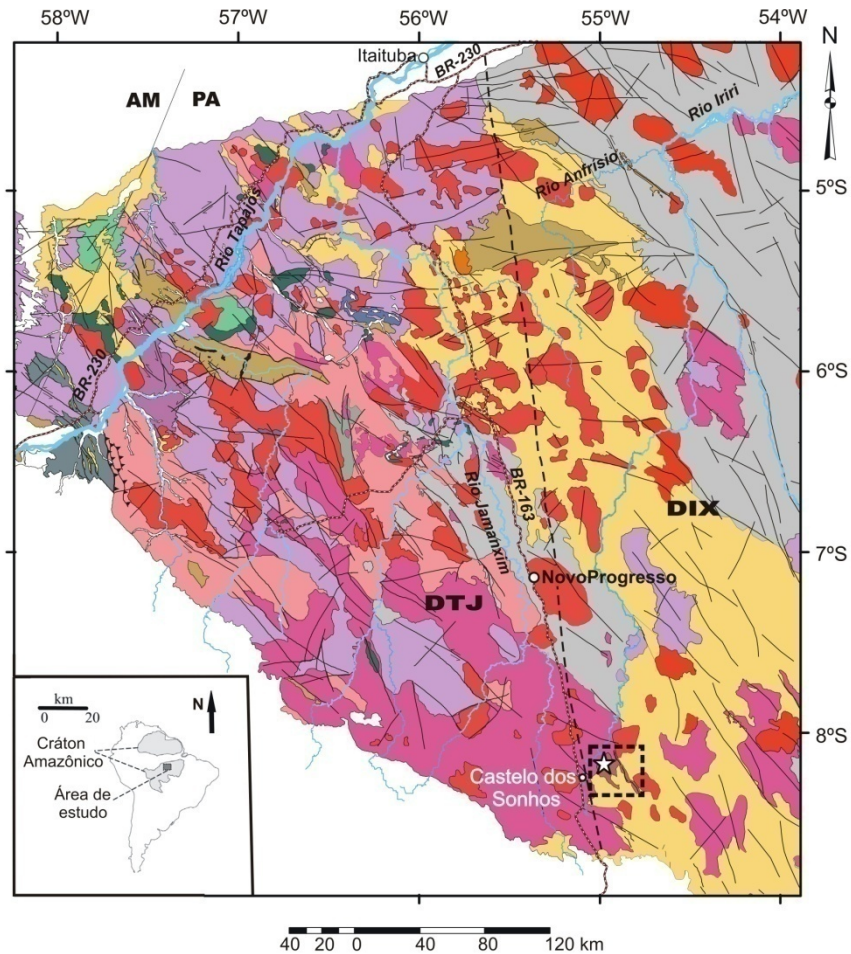 58ºW
57ºW
56ºW
55ºW
54ºW
N
Itaituba
BR-230
AM PA
Rio Iriri
Rio Anfrísio
5ºS
Rio Tapajós
BR-230
6ºS
BR-163
Rio Jamanxim
DIX
7ºS
NovoProgresso
DTJ
km
0 20
N
Cráton
Amazônico
Área de
estudo
8ºS
Castelo dos
Sonhos
40 20 0 40 80 120 km